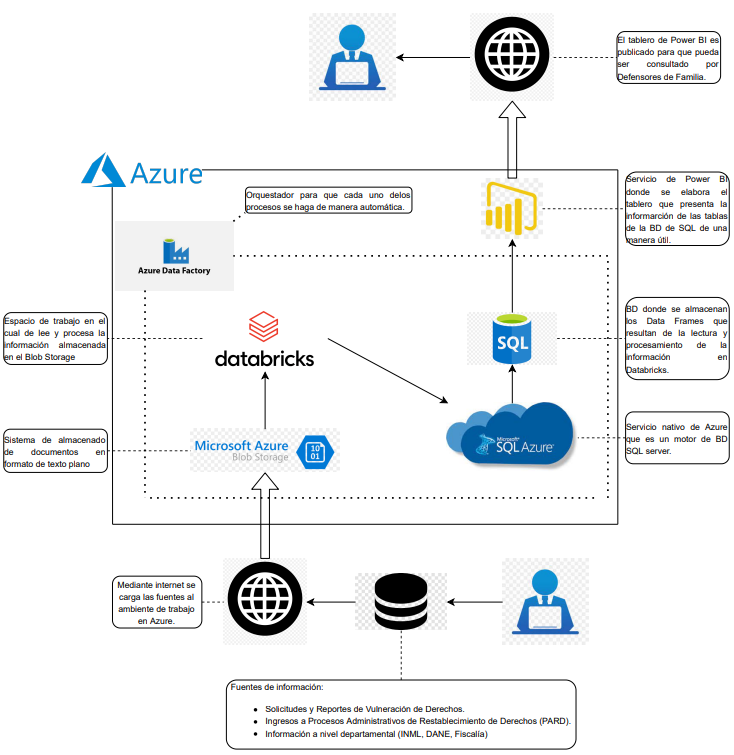 El tablero de Power BI es
publicado para que pueda
ser consultado por
Defensores de Familia.
Azure
Servicio de Power BI
donde se elabora el
tablero que presenta la
informarción de las tablas
de la BD de SQL de una
manera útil.
Orquestador para que cada uno delos
procesos se haga de manera automática.
Azure Data Factory
Espacio de trabajo en el
cual de lee y procesa la
información almacenada
en el Blob Storage
databricks
SQL
BD donde se almacenan
los Data Frames que
resultan de la lectura y
procesamiento de la
información en
Databricks.
Sistema de almacenado
de documentos en
formato de texto plano
Microsoft Azure
Blob Storage
10
01
Microsoft®
SQL Azure™
Servicio nativo de Azure
que es un motor de BD
SQL server.
Mediante internet se
carga las fuentes al
ambiente de trabajo
en Azure.
Fuentes de información:
• Solicitudes y Reportes de Vulneración de Derechos.
• Ingresos a Procesos Administrativos de Restablecimiento de Derechos (PARD).
• Información a nivel departamental (INML, DANE, Fiscalía)